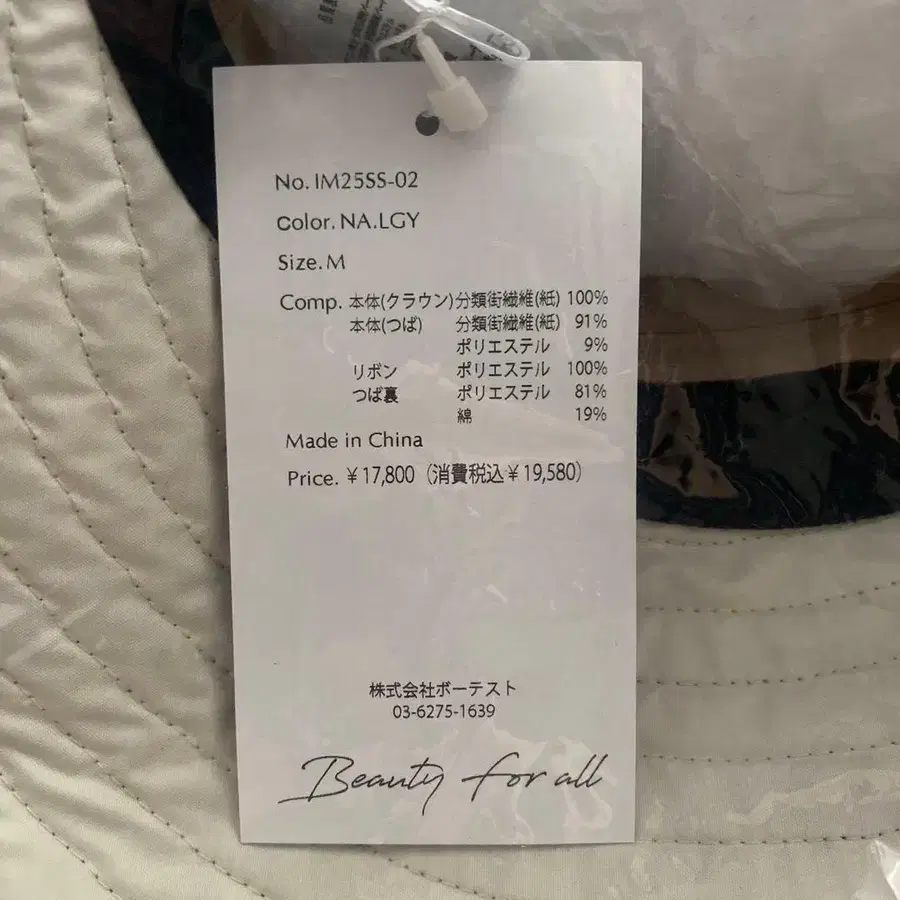 No. IM25SS-02
Color. NA.LGY
Size. M
Comp. 本体(クラウン)分類街繊維(紙) 100%
本体(つば) 分類街繊維(紙) 91%
ポリエステル 9%
リボン ポリエステル 100%
つば裏 ポリエステル 81%
綿 19%
Made in China
Price. ¥17,800 (消費税込¥19,580)
株式会社ボーテスト
03-6275-1639
Beauty for all